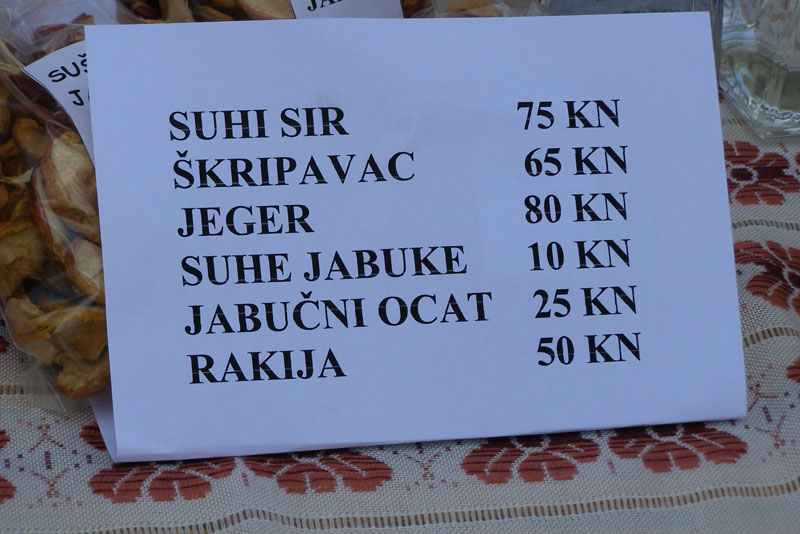 SUHI SIR 75 KN
ŠKRIPAVAC 65 KN
JEGER 80 KN
SUHE JABUKE 10 KN
JABUČNI OCAT 25 KN
RAKIJA 50 KN